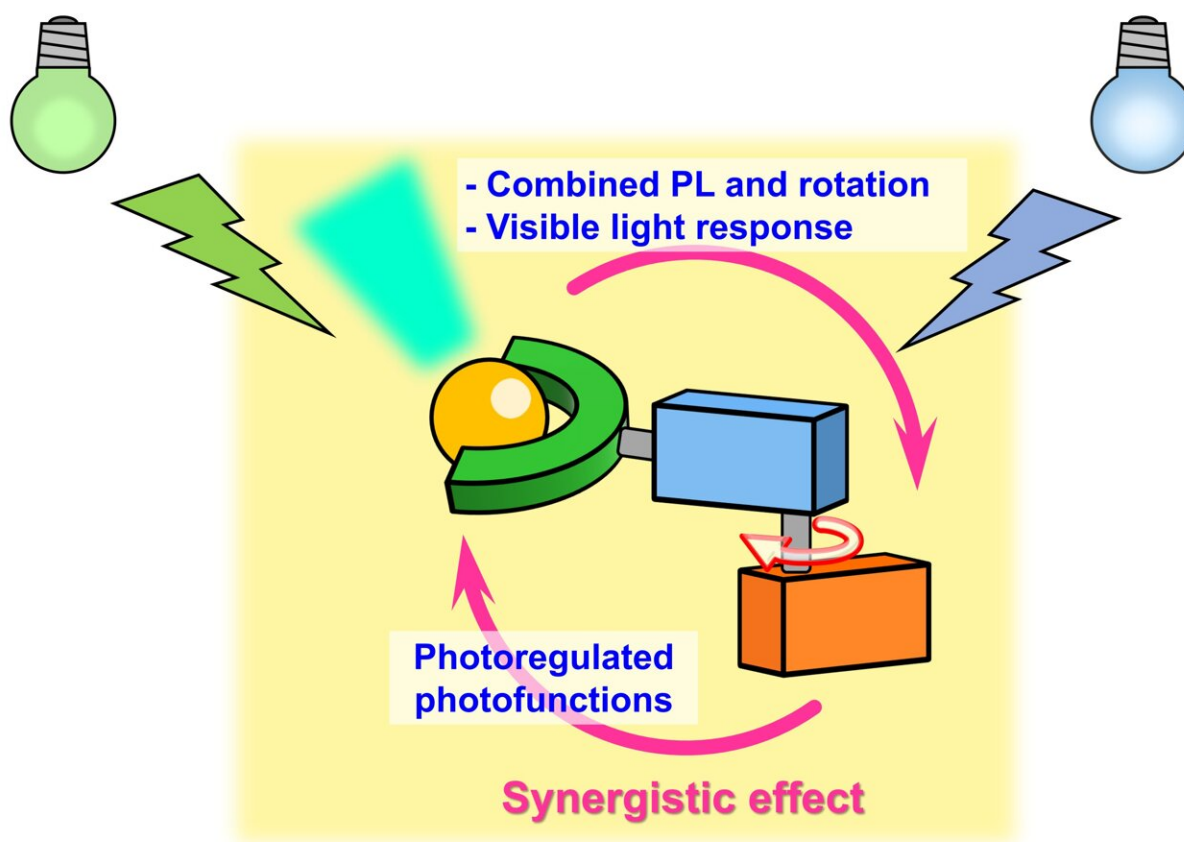 - Combined PL and rotation
- Visible light response
Photoregulated
photofunctions
Synergistic effect